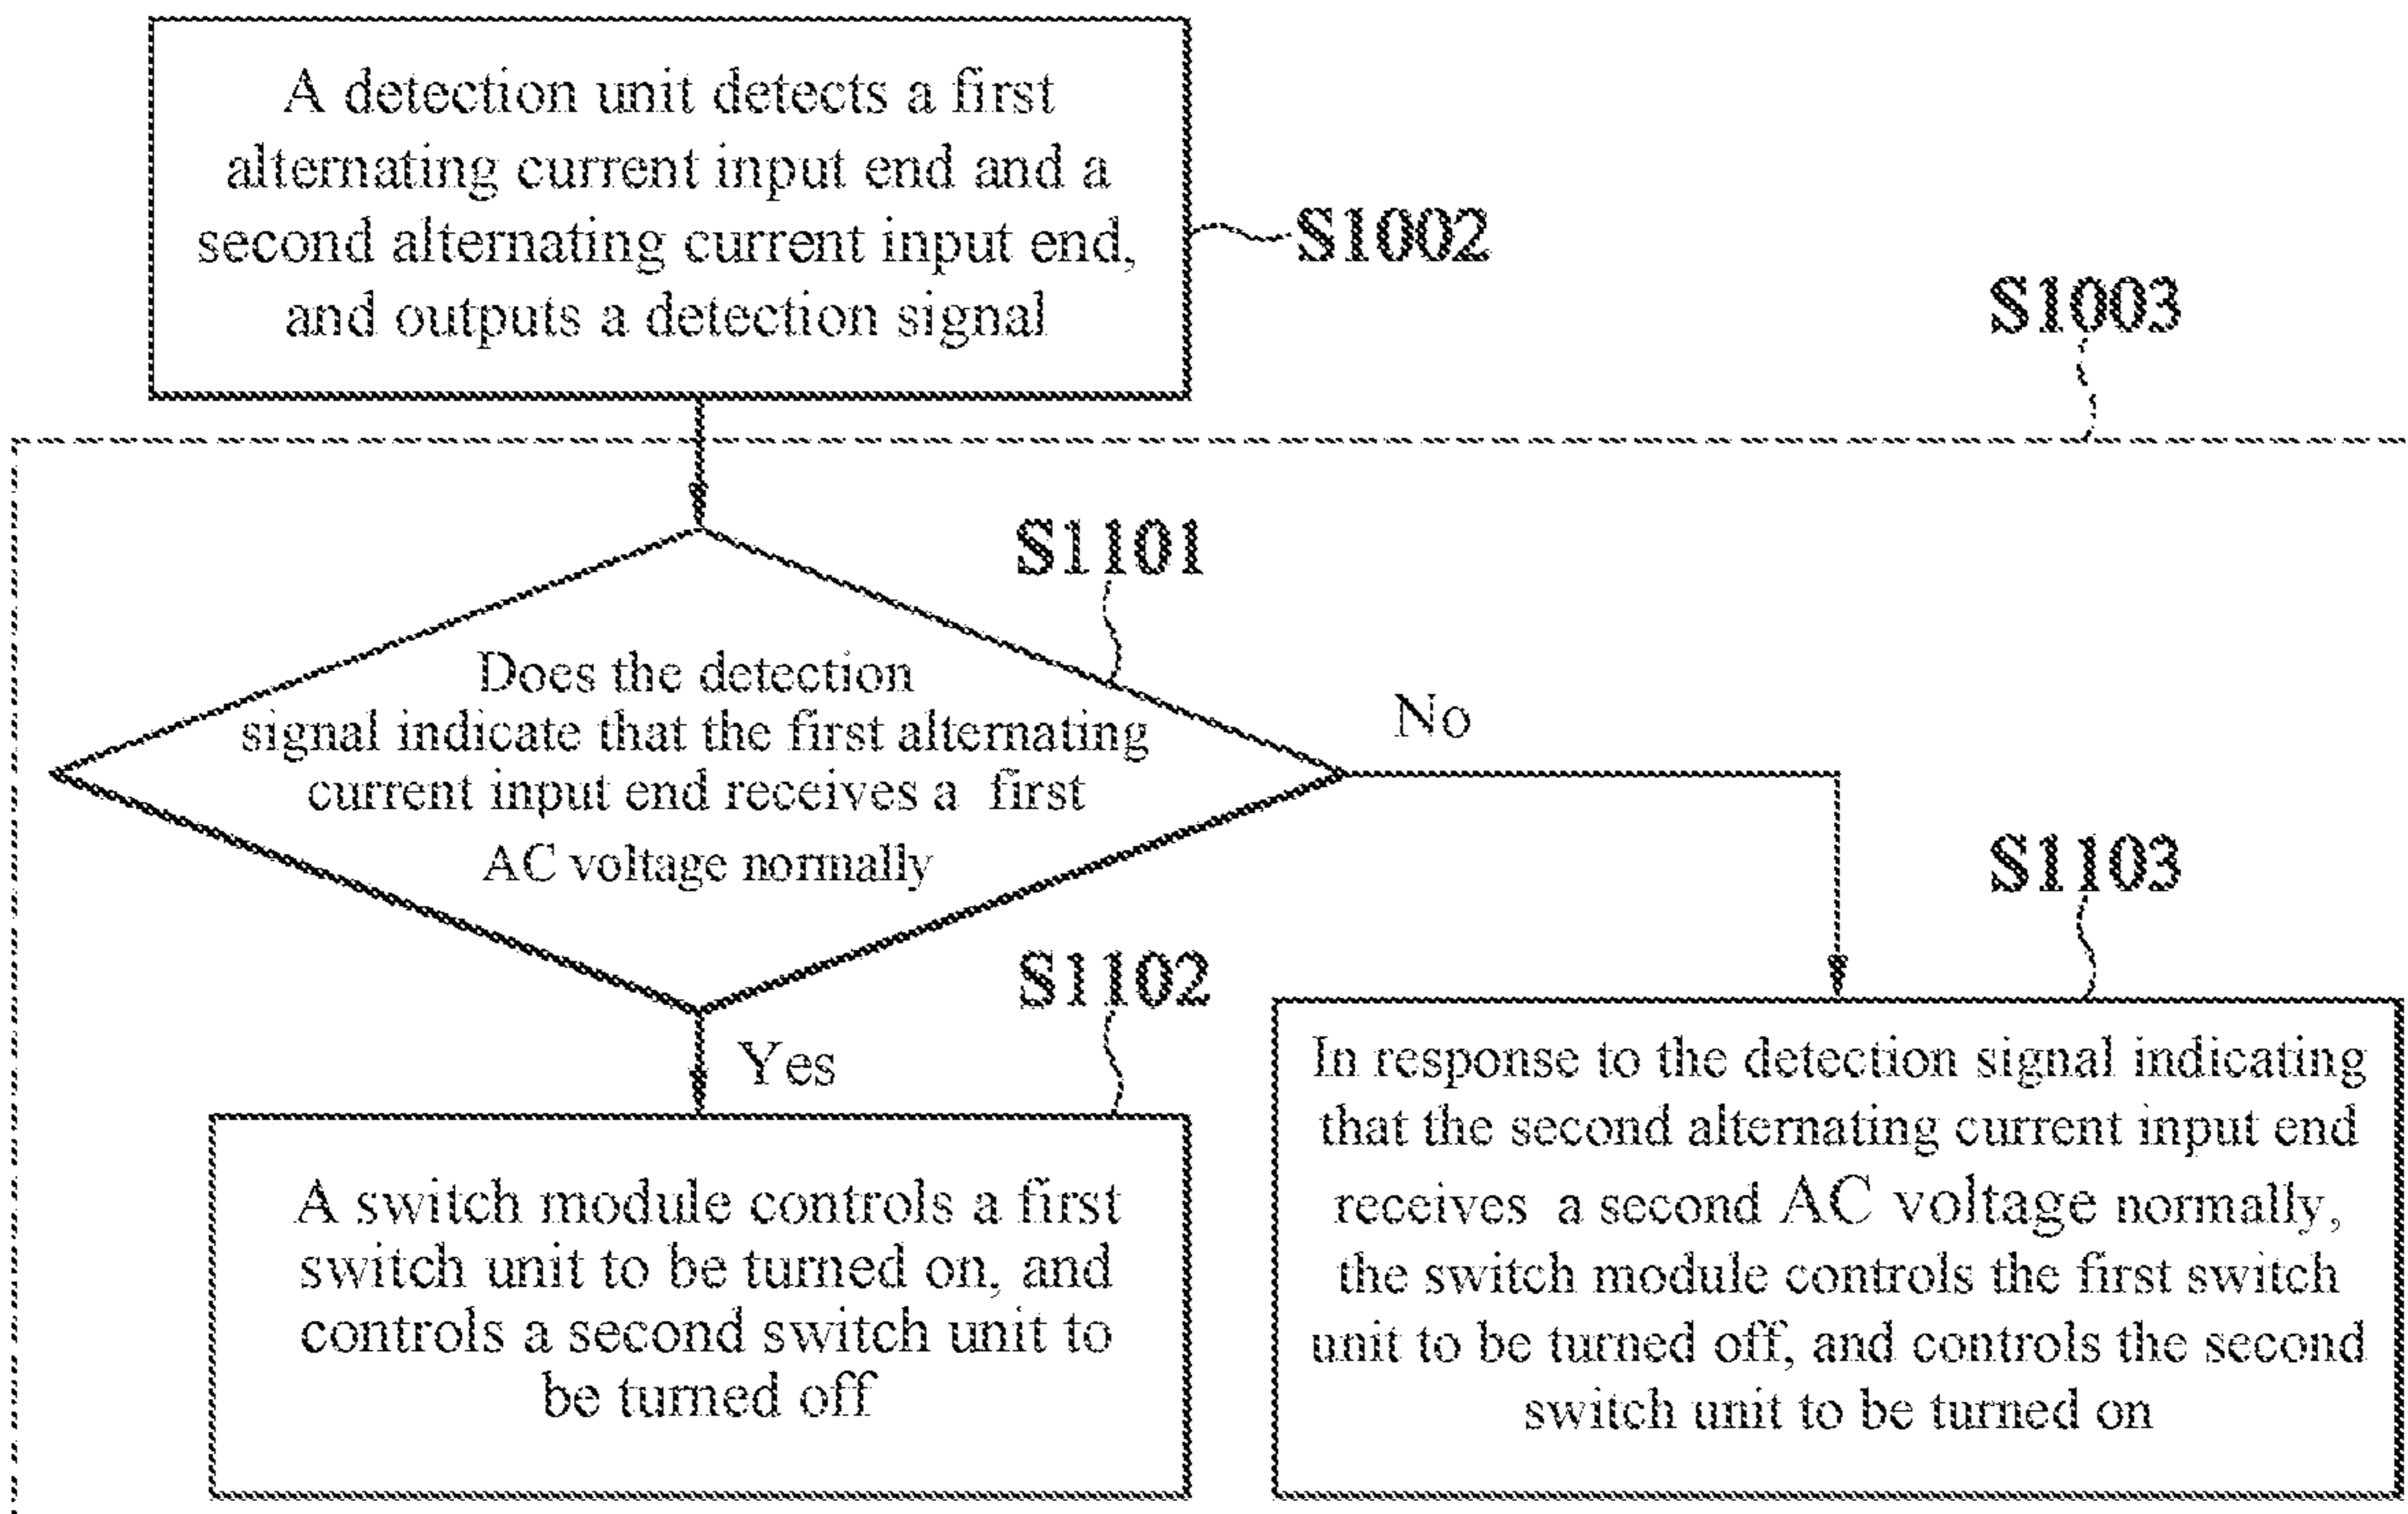 A detection unit detects a first
alternating current input end and a
second alternating current input end,
and outputs a detection signal
S1002
S1003
S1101
Does the detection
signal indicate that the first alternating
current input end receives a first
AC voltage normally
No
Yes
S1102
A switch module controls a first
switch unit to be turned on, and
controls a second switch unit to
be turned off
S1103
In response to the detection signal indicating
that the second alternating current input end
receives a second AC voltage normally,
the switch module controls the first switch
unit to be turned off, and controls the second
switch unit to be turned on